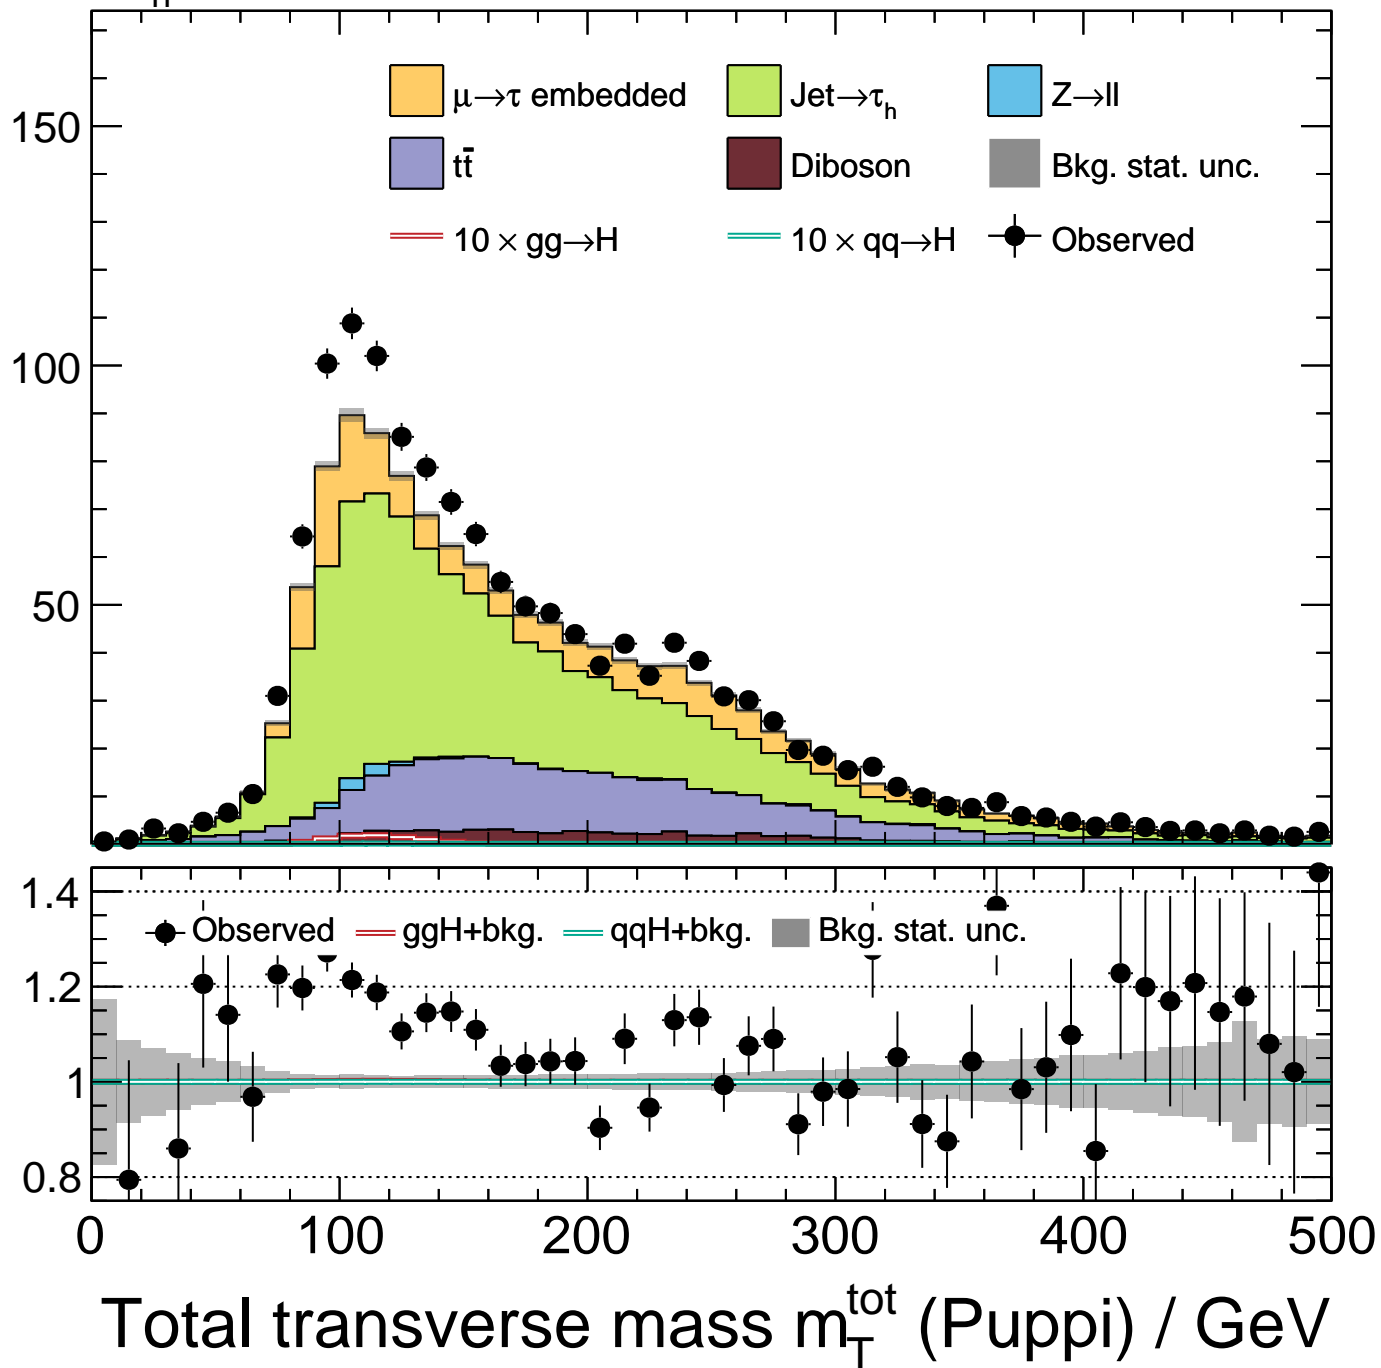 150
100
50
μ→τ embedded Jet→τh Z→ll
tt̄ Diboson Bkg. stat. unc.
10 × gg→H 10 × qq→H Observed
1.4
1.2
1
0.8
Observed ggH+bkg. qqH+bkg. Bkg. stat. unc.
0 100 200 300 400 500
Total transverse mass m_T^tot (Puppi) / GeV